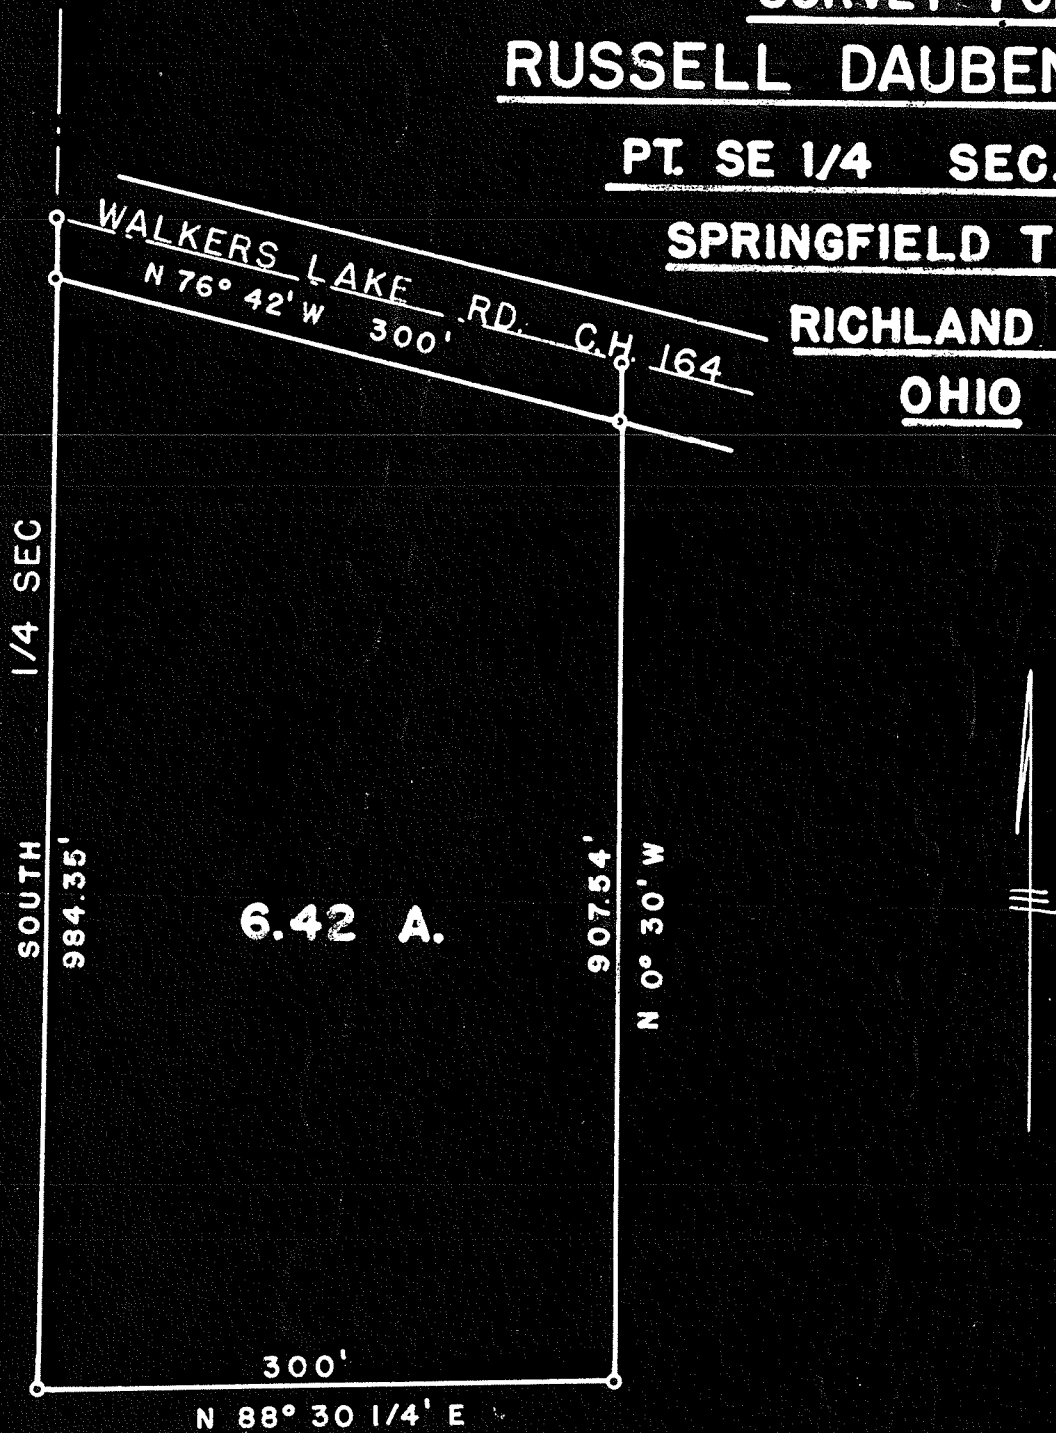 RUSSELL
PT. SE 1/4 SEC.
SPRINGFIELD
RICHLAND
OHIO
WALKERS LAKE RD. C.H. 164
N 76° 42' W 300'
1/4 SEC
SOUTH
984.35'
6.42 A.
907.54'
N 0° 30' W
300'
N 88° 30 1/4' E